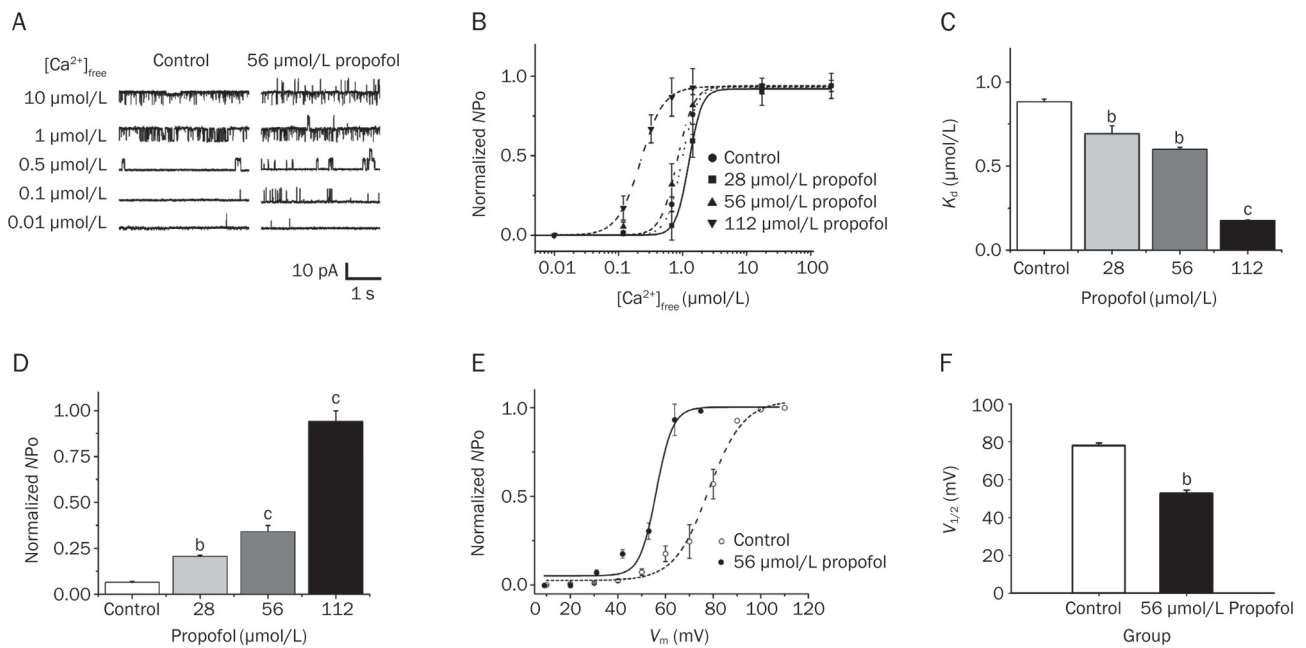 A
[Ca²⁺]free
Control
56 µmol/L propofol
10 µmol/L
1 µmol/L
0.5 µmol/L
0.1 µmol/L
0.01 µmol/L
10 pA
1 s
B
Normalized NPo
1.0
0.5
0.0
Control
28 µmol/L propofol
56 µmol/L propofol
112 µmol/L propofol
0.01 0.1 1.0 10 100
[Ca²⁺]free (µmol/L)
C
Kd (µmol/L)
1.0
0.5
0.0
b
b
c
Control 28 56 112
Propofol (µmol/L)
D
Normalized NPo
1.00
0.75
0.50
0.25
0.00
b
c
c
Control 28 56 112
Propofol (µmol/L)
E
Normalized NPo
1.0
0.5
0.0
Control
56 µmol/L propofol
0 20 40 60 80 100 120
Vm (mV)
F
V1/2 (mV)
100
80
60
40
20
0
b
Control 56 µmol/L Propofol
Group